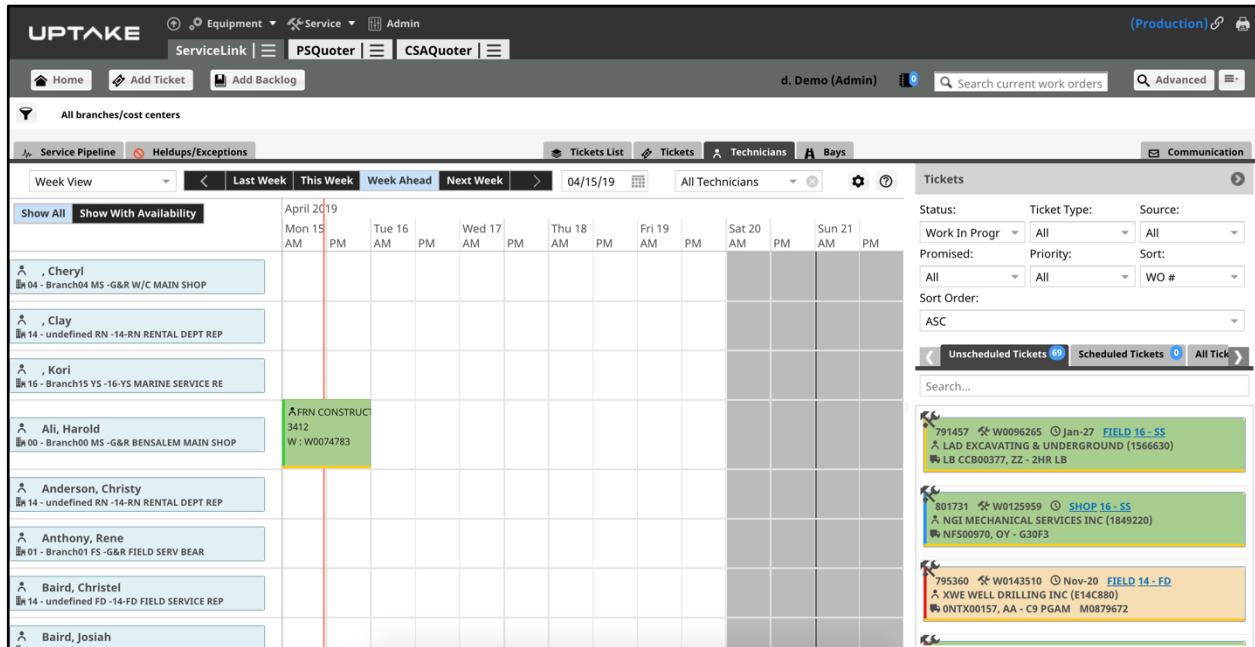 UPTAKE
Equipment Service Admin
(Production)
ServiceLink PSQuoter CSAQuoter
Home Add Ticket Add Backlog
d. Demo (Admin) 0 Search current work orders Advanced
All branches/cost centers
Service Pipeline Heldups/Exceptions Tickets List Tickets Technicians Bays Communication
Week View Last Week This Week Week Ahead Next Week 04/15/19 All Technicians
Show All Show With Availability
April 2019
Mon 15 Tue 16 Wed 17 Thu 18 Fri 19 Sat 20 Sun 21
AM PM AM PM AM PM AM PM AM PM AM PM AM PM
, Cheryl
04 - Branch04 MS -G&R W/C MAIN SHOP
, Clay
14 - undefined RN -14-RN RENTAL DEPT REP
, Kori
16 - Branch15 YS -16-YS MARINE SERVICE RE
Ali, Harold
00 - Branch00 MS -G&R BENSALEM MAIN SHOP
FRN CONSTRUCT
3412
W : W0074783
Anderson, Christy
14 - undefined RN -14-RN RENTAL DEPT REP
Anthony, Rene
01 - Branch01 FS -G&R FIELD SERV BEAR
Baird, Christel
14 - undefined FD -14-FD FIELD SERVICE REP
Baird, Josiah
Tickets
Status: Ticket Type: Source:
Work In Progr All All
Promised: Priority: Sort:
All All WO #
Sort Order:
ASC
Unscheduled Tickets 69 Scheduled Tickets 0 All Tick
Search...
791457 W0096265 Jan-27 FIELD 16 - SS
LAD EXCAVATING & UNDERGROUND (1566630)
LB CCB00377, ZZ - 2HR LB
801731 W0125959 SHOP 16 - SS
NGI MECHANICAL SERVICES INC (1849220)
NFS00970, OY - G30F3
795360 W0143510 Nov-20 FIELD 14 - FD
XWE WELL DRILLING INC (E14C880)
0NTX00157, AA - C9 PGAM M0879672